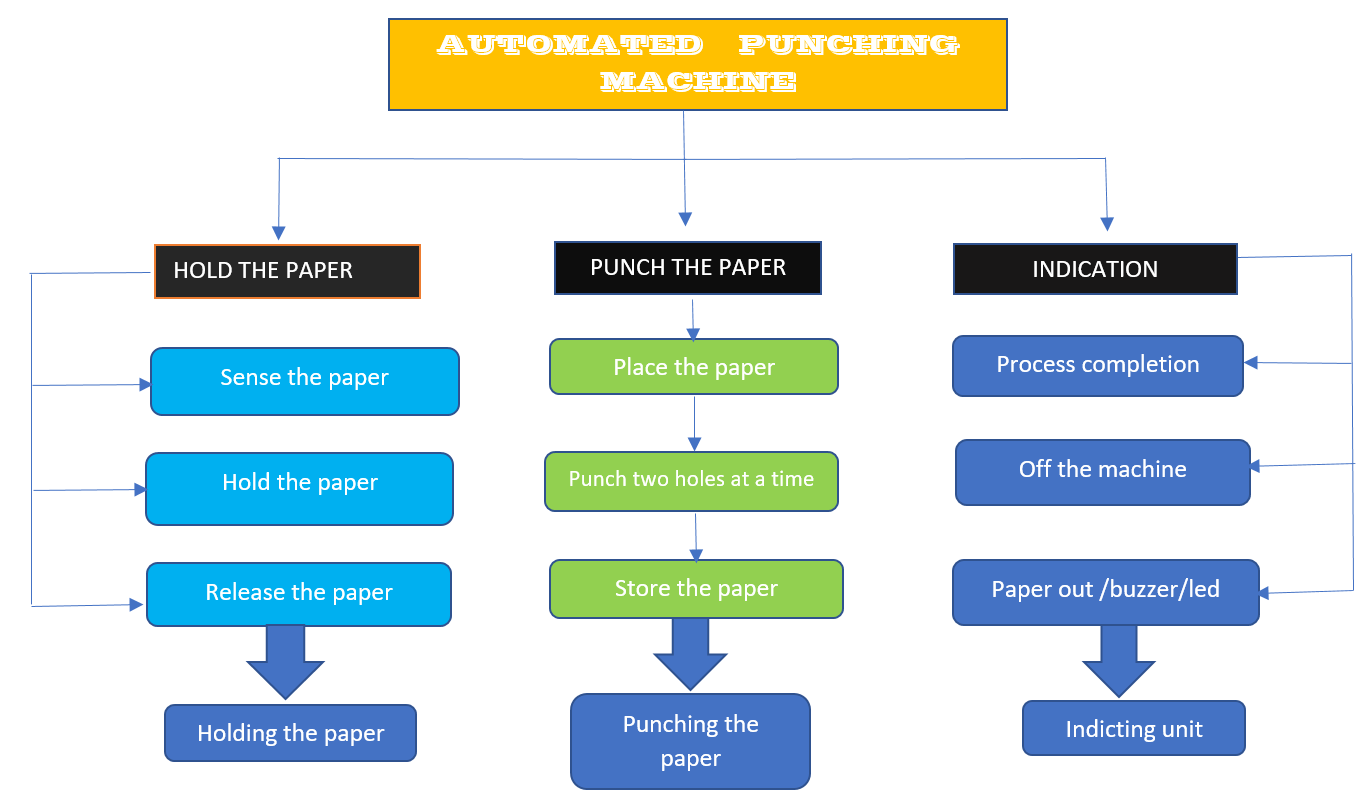 AUTOMATED PUNCHING
MACHINE
HOLD THE PAPER
Sense the paper
Hold the paper
Release the paper
Holding the paper
PUNCH THE PAPER
Place the paper
Punch two holes at a time
Store the paper
Punching the
paper
INDICATION
Process completion
Off the machine
Paper out /buzzer/led
Indicting unit